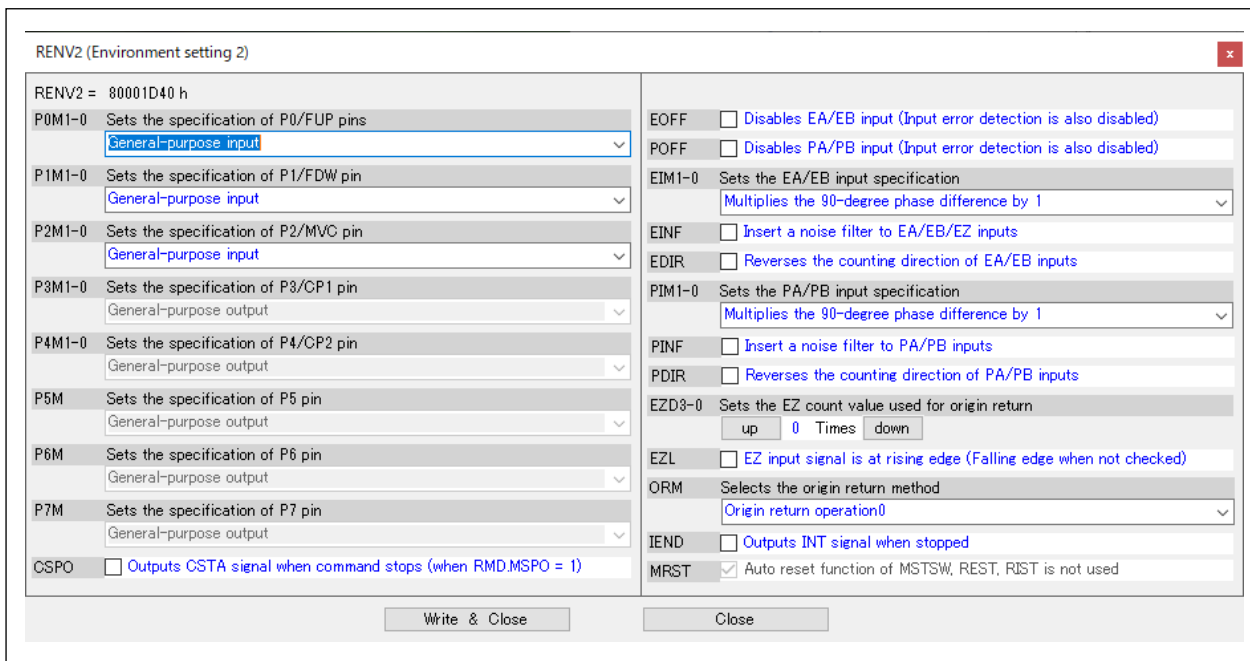 RENV2 (Environment setting 2)
x
RENV2 = 80001D40 h
P0M1-0 Sets the specification of P0/FUP pins
General-purpose input
P1M1-0 Sets the specification of P1/FDW pin
General-purpose input
P2M1-0 Sets the specification of P2/MVC pin
General-purpose input
P3M1-0 Sets the specification of P3/CP1 pin
General-purpose output
P4M1-0 Sets the specification of P4/CP2 pin
General-purpose output
P5M Sets the specification of P5 pin
General-purpose output
P6M Sets the specification of P6 pin
General-purpose output
P7M Sets the specification of P7 pin
General-purpose output
CSPO Outputs CSTA signal when command stops (when RMD.MSPO = 1)
EOFF Disables EA/EB input (Input error detection is also disabled)
POFF Disables PA/PB input (Input error detection is also disabled)
EIM1-0 Sets the EA/EB input specification
Multiplies the 90-degree phase difference by 1
EINF Insert a noise filter to EA/EB/EZ inputs
EDIR Reverses the counting direction of EA/EB inputs
PIM1-0 Sets the PA/PB input specification
Multiplies the 90-degree phase difference by 1
PINF Insert a noise filter to PA/PB inputs
PDIR Reverses the counting direction of PA/PB inputs
EZD3-0 Sets the EZ count value used for origin return
up 0 Times down
EZL EZ input signal is at rising edge (Falling edge when not checked)
ORM Selects the origin return method
Origin return operation0
IEND Outputs INT signal when stopped
MRST Auto reset function of MSTSW, REST, RIST is not used
Write & Close
Close